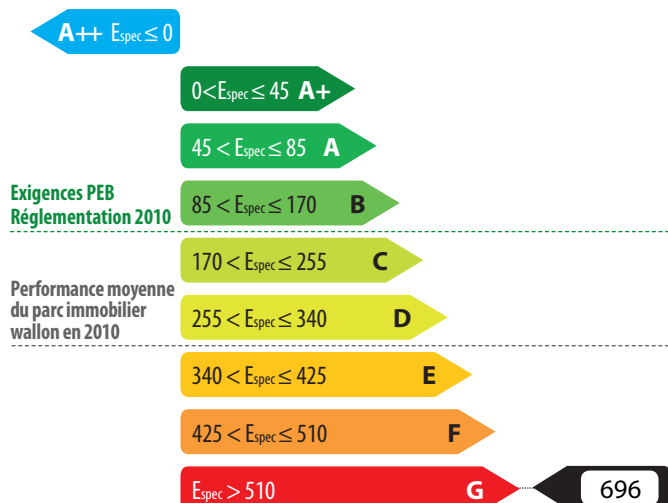 A++ Espec ≤ 0
0<Espec ≤ 45 A+
45 < Espec ≤ 85 A
Exigences PEB
Réglementation 2010
85 < Espec ≤ 170 B
170 < Espec ≤ 255 C
Performance moyenne
du parc immobilier
wallon en 2010
255 < Espec ≤ 340 D
340 < Espec ≤ 425 E
425 < Espec ≤ 510 F
Espec > 510 G
696